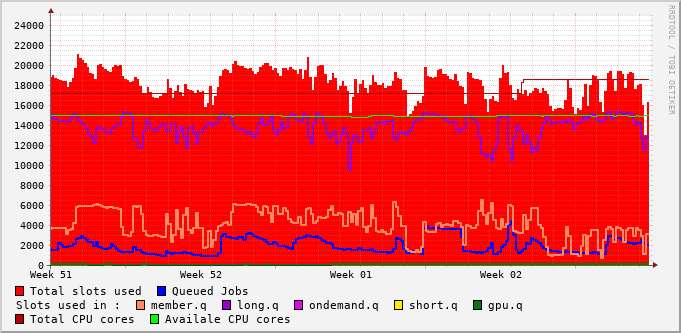 24000
22000
20000
18000
16000
14000
12000
10000
8000
6000
4000
2000
0
Week 51 Week 52 Week 01 Week 02
RRDTOOL / TOBI OETIKER
Total slots used Queued Jobs
Slots used in : member.q long.q ondemand.q short.q gpu.q
Total CPU cores Availale CPU cores